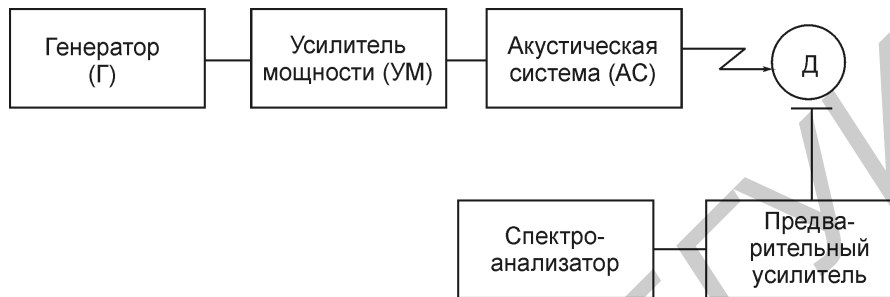 Генератор
(Г)
Усилитель
мощности (УМ)
Акустическая
система (АС)
Д
Спектро-
анализатор
Предва-
рительный
усилитель